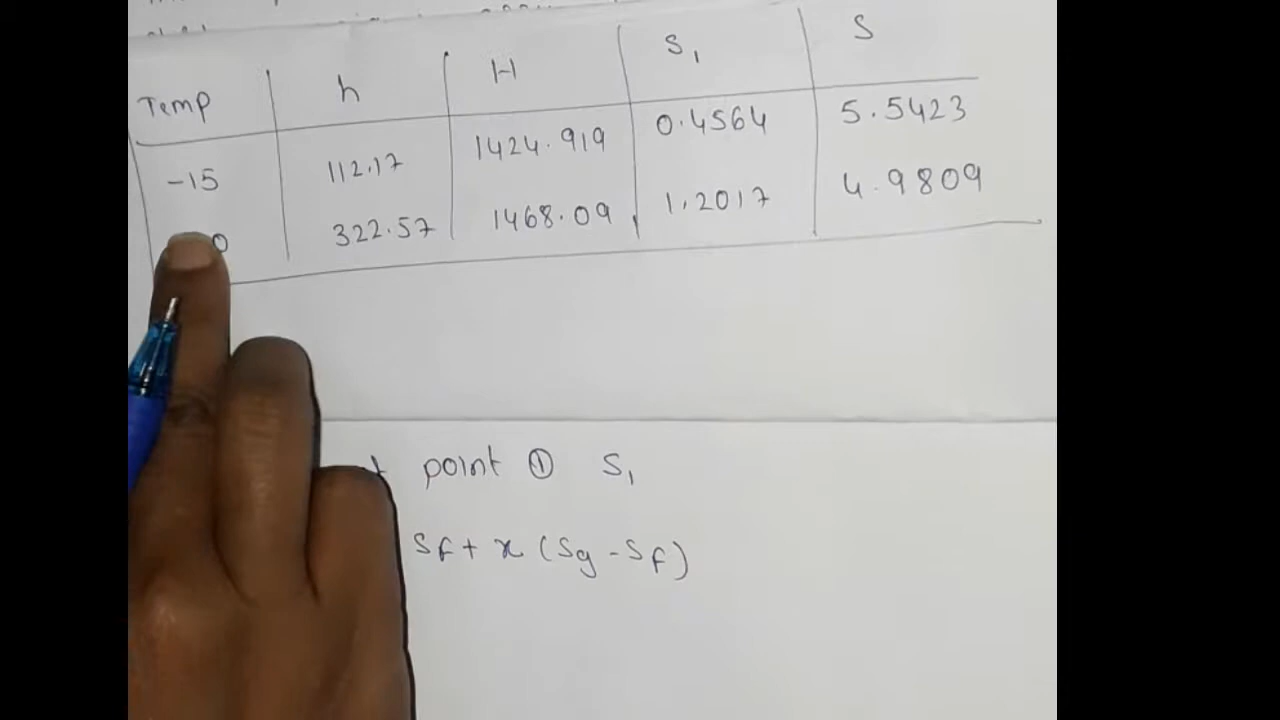 Temp h H S1 S
-15 112.17 1424.919 0.4564 5.5423
0 322.57 1468.09 1.2017 4.9809
point ① S1
Sf + x (Sg - Sf)